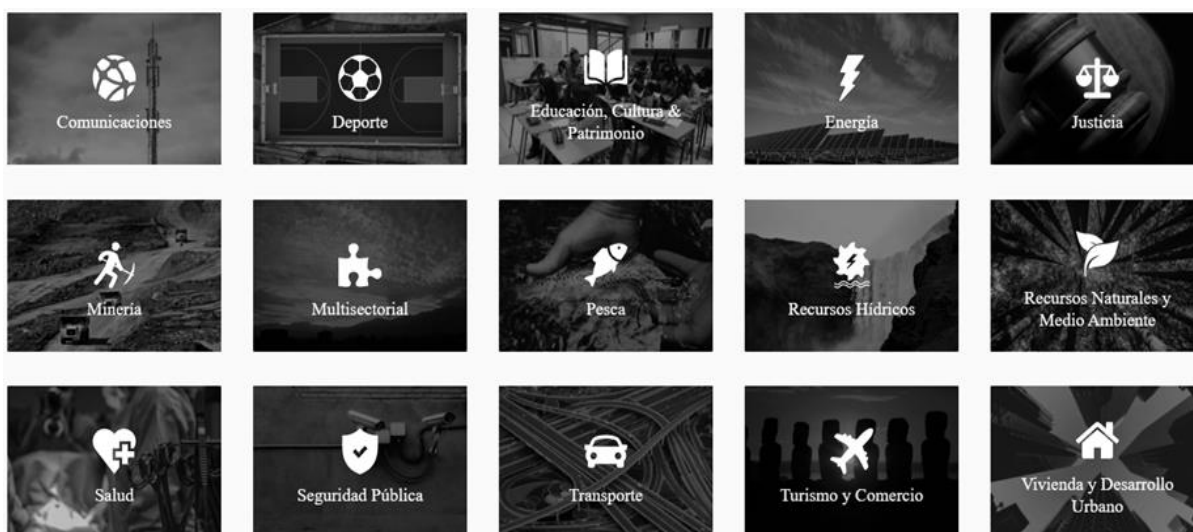 Comunicaciones
Deporte
Educación, Cultura &
Patrimonio
Energía
Justicia
Minería
Multisectorial
Pesca
Recursos Hídricos
Recursos Naturales y
Medio Ambiente
Salud
Seguridad Pública
Transporte
Turismo y Comercio
Vivienda y Desarrollo
Urbano